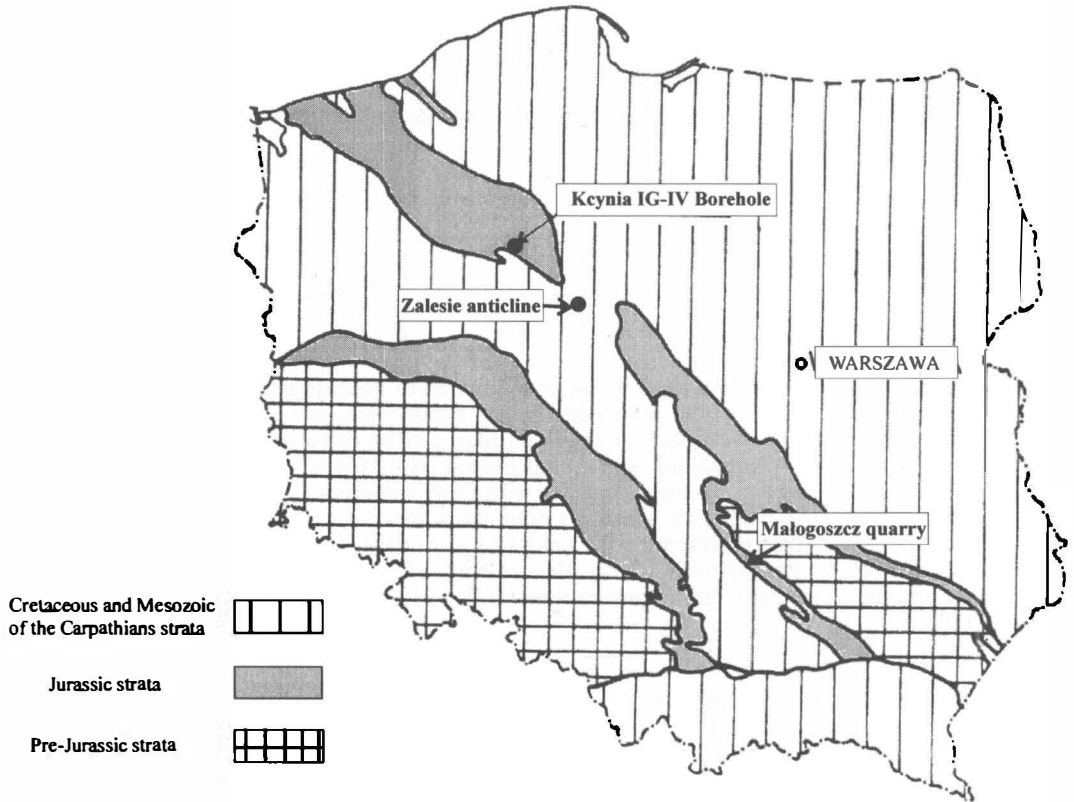 Kcynia IG-IV Borehole
Zalesie anticline
WARSZAWA
Małogoszcz quarry
Cretaceous and Mesozoic
of the Carpathians strata
Jurassic strata
Pre-Jurassic strata